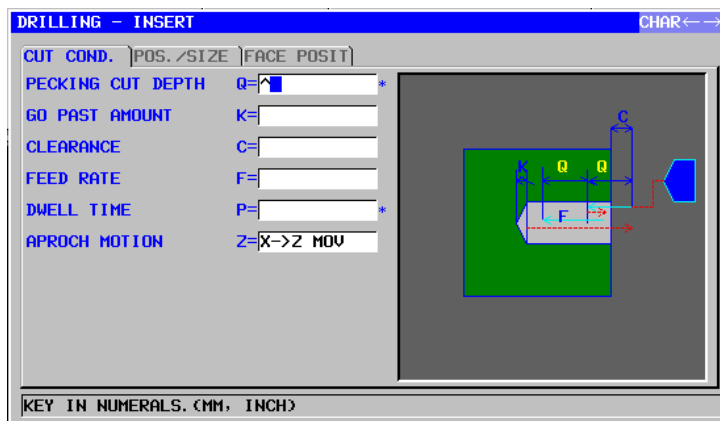 DRILLING - INSERT CHAR←→
CUT COND. POS./SIZE FACE POSIT
PECKING CUT DEPTH Q=^ *
GO PAST AMOUNT K=
CLEARANCE C=
FEED RATE F=
DWELL TIME P= *
APROCH MOTION Z=X->Z MOV
C
K Q Q
F
KEY IN NUMERALS.(MM, INCH)